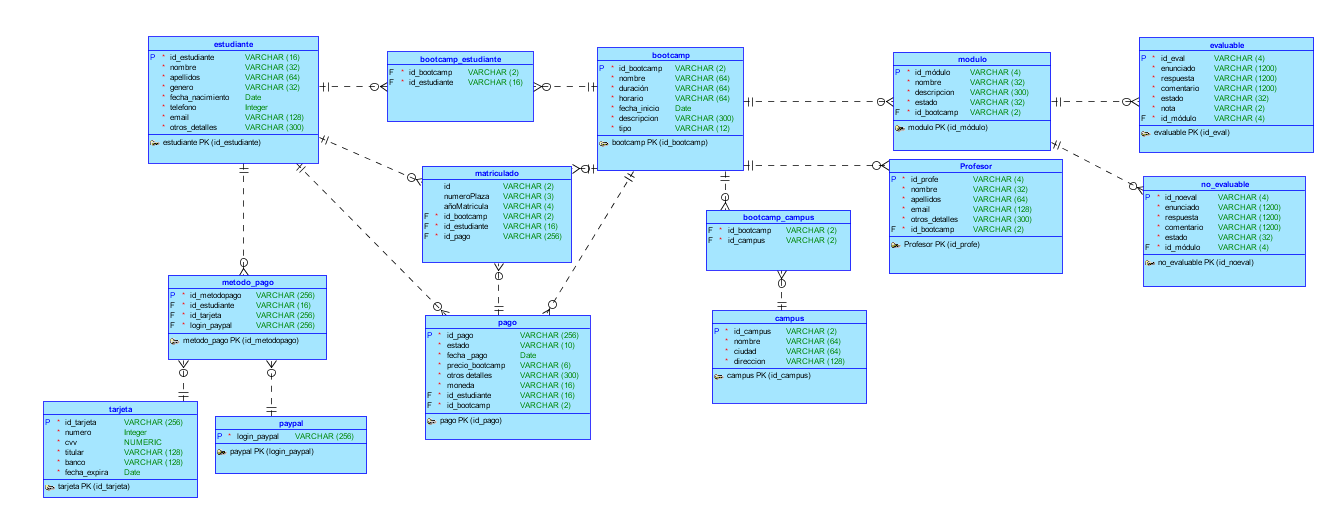 estudiante
P * id_estudiante VARCHAR (16)
* nombre VARCHAR (32)
* apellidos VARCHAR (64)
* genero VARCHAR (32)
* fecha_nacimiento Date
* telefono Integer
* email VARCHAR (128)
* otros_detalles VARCHAR (300)
estudiante PK (id_estudiante)
bootcamp_estudiante
F * id_bootcamp VARCHAR (2)
F * id_estudiante VARCHAR (16)
bootcamp
P * id_bootcamp VARCHAR (2)
* nombre VARCHAR (64)
* duración VARCHAR (64)
* horario VARCHAR (64)
* fecha_inicio Date
* descripcion VARCHAR (300)
* tipo VARCHAR (12)
bootcamp PK (id_bootcamp)
modulo
P * id_módulo VARCHAR (4)
* nombre VARCHAR (32)
* descripcion VARCHAR (300)
* estado VARCHAR (32)
F * id_bootcamp VARCHAR (2)
modulo PK (id_módulo)
evaluable
P * id_eval VARCHAR (4)
* enunciado VARCHAR (1200)
* respuesta VARCHAR (1200)
* comentario VARCHAR (1200)
* estado VARCHAR (32)
* nota VARCHAR (2)
F * id_módulo VARCHAR (4)
evaluable PK (id_eval)
matriculado
id VARCHAR (2)
numeroPlaza VARCHAR (3)
añoMatricula VARCHAR (4)
F * id_bootcamp VARCHAR (2)
F * id_estudiante VARCHAR (16)
F * id_pago VARCHAR (256)
Profesor
P * id_profe VARCHAR (4)
* nombre VARCHAR (32)
* apellidos VARCHAR (64)
* email VARCHAR (128)
* otros_detalles VARCHAR (300)
F * id_bootcamp VARCHAR (2)
Profesor PK (id_profe)
no_evaluable
P * id_noeval VARCHAR (4)
* enunciado VARCHAR (1200)
* respuesta VARCHAR (1200)
* comentario VARCHAR (1200)
* estado VARCHAR (32)
F * id_módulo VARCHAR (4)
no_evaluable PK (id_noeval)
bootcamp_campus
F * id_bootcamp VARCHAR (2)
F * id_campus VARCHAR (2)
metodo_pago
P * id_metodopago VARCHAR (256)
F * id_estudiante VARCHAR (16)
F * id_tarjeta VARCHAR (256)
F * login_paypal VARCHAR (256)
metodo_pago PK (id_metodopago)
pago
P * id_pago VARCHAR (256)
* estado VARCHAR (10)
* fecha_pago Date
* precio_bootcamp VARCHAR (6)
* otros detalles VARCHAR (300)
* moneda VARCHAR (16)
F * id_estudiante VARCHAR (16)
F * id_bootcamp VARCHAR (2)
pago PK (id_pago)
campus
P * id_campus VARCHAR (2)
* nombre VARCHAR (64)
* ciudad VARCHAR (64)
* direccion VARCHAR (128)
campus PK (id_campus)
tarjeta
P * id_tarjeta VARCHAR (256)
* numero Integer
* cvv NUMERIC
* titular VARCHAR (128)
* banco VARCHAR (128)
* fecha_expira Date
tarjeta PK (id_tarjeta)
paypal
P * login_paypal VARCHAR (256)
paypal PK (login_paypal)